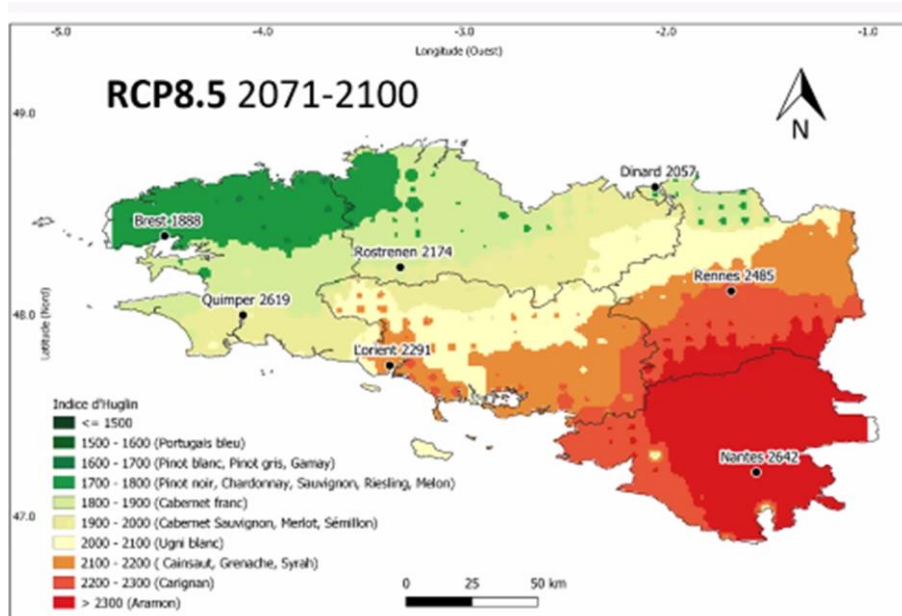 -5.0 -4.0 -3.0 -2.0 -1.0
Longitude (Ouest)
RCP8.5 2071-2100
49.0
N
Dinard 2057
Brest 1888
Rostrenen 2174
Rennes 2485
Quimper 2619
48.0
Latitude (Nord)
Lorient 2291
Indice d'Huglin
<= 1500
1500 - 1600 (Portugais bleu)
1600 - 1700 (Pinot blanc, Pinot gris, Gamay)
1700 - 1800 (Pinot noir, Chardonnay, Sauvignon, Riesling, Melon)
1800 - 1900 (Cabernet franc)
1900 - 2000 (Cabernet Sauvignon, Merlot, Sémillon)
2000 - 2100 (Ugni blanc)
2100 - 2200 ( Cainsaut, Grenache, Syrah)
2200 - 2300 (Carignan)
> 2300 (Aramon)
Nantes 2642
47.0
0 25 50 km